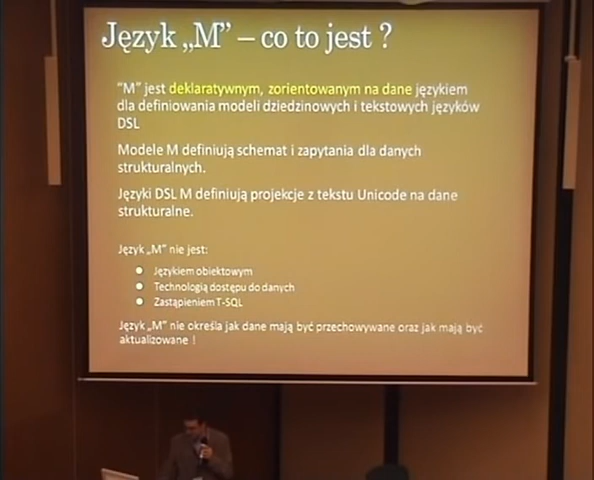 Język „M” – co to jest ?
“M” jest deklaratywnym, zorientowanym na dane językiem
dla definiowania modeli dziedzinowych i tekstowych języków
DSL
Modele M definiują schemat i zapytania dla danych
strukturalnych.
Języki DSL M definiują projekcje z tekstu Unicode na dane
strukturalne.
Język „M” nie jest:
● Językiem obiektowym
● Technologią dostępu do danych
● Zastąpieniem T-SQL
Język „M” nie określa jak dane mają być przechowywane oraz jak mają być
aktualizowane !